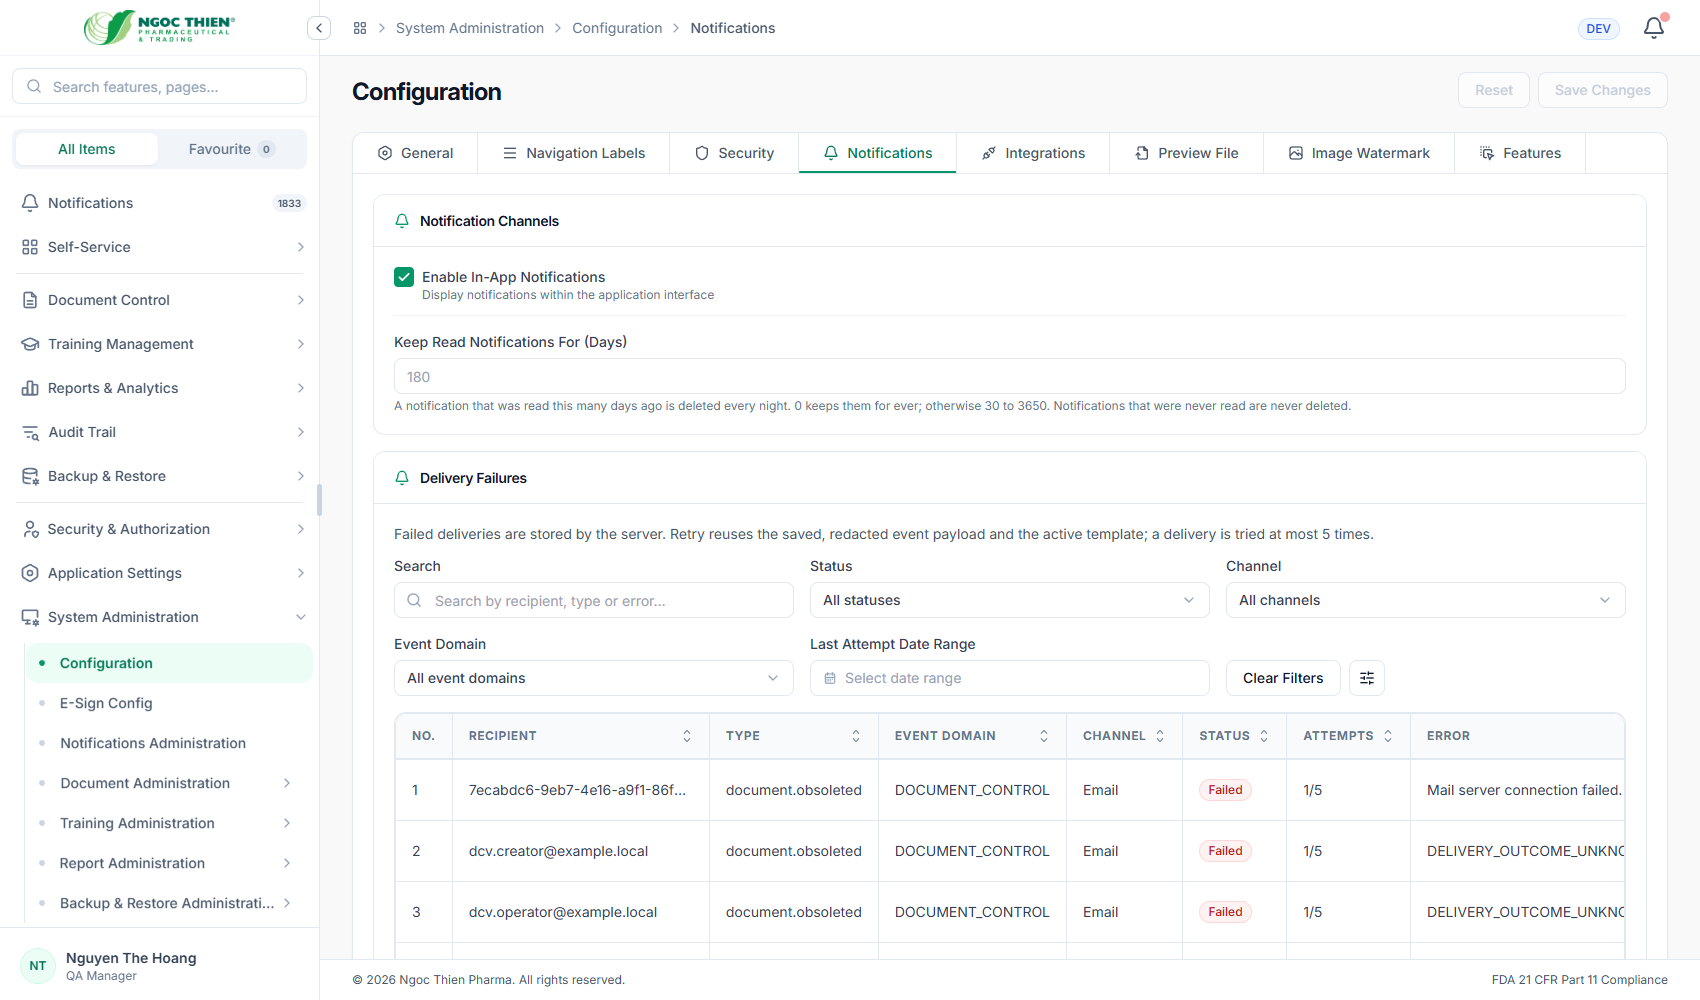 NGOC THIEN®
PHARMACEUTICAL
& TRADING
System Administration
Configuration
Notifications
DEV
Search features, pages...
All Items
Favourite 0
Notifications 1833
Self-Service
Document Control
Training Management
Reports & Analytics
Audit Trail
Backup & Restore
Security & Authorization
Application Settings
System Administration
Configuration
E-Sign Config
Notifications Administration
Document Administration
Training Administration
Report Administration
Backup & Restore Administrati...
NT
Nguyen The Hoang
QA Manager
Configuration
Reset
Save Changes
General
Navigation Labels
Security
Notifications
Integrations
Preview File
Image Watermark
Features
Notification Channels
Enable In-App Notifications
Display notifications within the application interface
Keep Read Notifications For (Days)
180
A notification that was read this many days ago is deleted every night. 0 keeps them for ever; otherwise 30 to 3650. Notifications that were never read are never deleted.
Delivery Failures
Failed deliveries are stored by the server. Retry reuses the saved, redacted event payload and the active template; a delivery is tried at most 5 times.
Search
Status
Channel
Search by recipient, type or error...
All statuses
All channels
Event Domain
Last Attempt Date Range
All event domains
Select date range
Clear Filters
NO. RECIPIENT TYPE EVENT DOMAIN CHANNEL STATUS ATTEMPTS ERROR
1 7ecabdc6-9eb7-4e16-a9f1-86f... document.obsoleted DOCUMENT_CONTROL Email Failed 1/5 Mail server connection failed.
2 dcv.creator@example.local document.obsoleted DOCUMENT_CONTROL Email Failed 1/5 DELIVERY_OUTCOME_UNKNO
3 dcv.operator@example.local document.obsoleted DOCUMENT_CONTROL Email Failed 1/5 DELIVERY_OUTCOME_UNKNO
© 2026 Ngoc Thien Pharma. All rights reserved.
FDA 21 CFR Part 11 Compliance